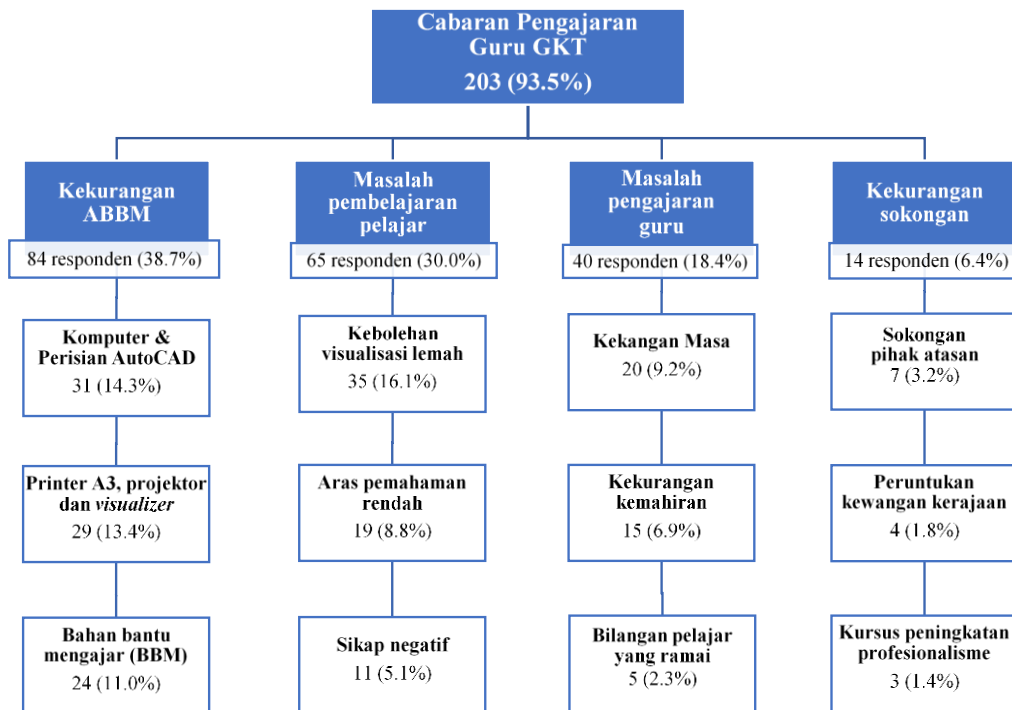 Cabaran Pengajaran
Guru GKT
203 (93.5%)
Kekurangan
ABBM
84 responden (38.7%)
Komputer &
Perisian AutoCAD
31 (14.3%)
Printer A3, projektor
dan visualizer
29 (13.4%)
Bahan bantu
mengajar (BBM)
24 (11.0%)
Masalah
pembelajaran
pelajar
65 responden (30.0%)
Kebolehan
visualisasi lemah
35 (16.1%)
Aras pemahaman
rendah
19 (8.8%)
Sikap negatif
11 (5.1%)
Masalah
pengajaran
guru
40 responden (18.4%)
Kekangan Masa
20 (9.2%)
Kekurangan
kemahiran
15 (6.9%)
Bilangan pelajar
yang ramai
5 (2.3%)
Kekurangan
sokongan
14 responden (6.4%)
Sokongan
pihak atasan
7 (3.2%)
Peruntukan
kewangan kerajaan
4 (1.8%)
Kursus peningkatan
profesionalisme
3 (1.4%)